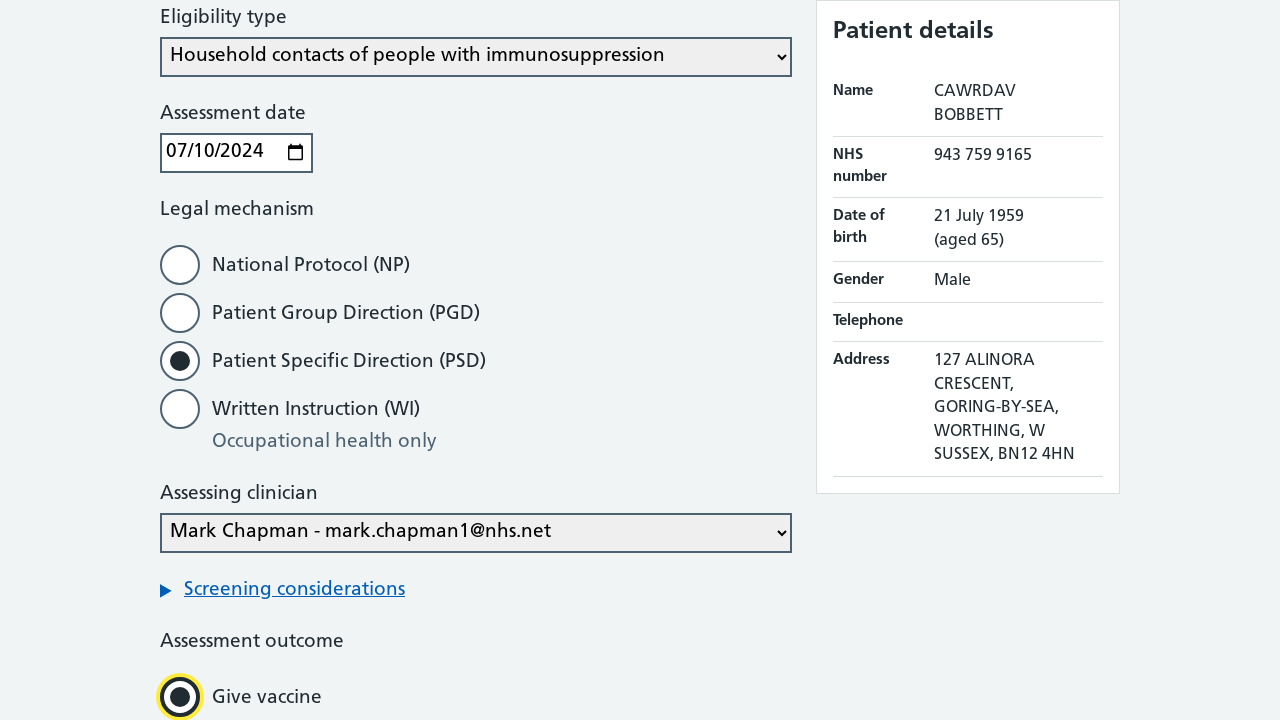 Eligibility type
Household contacts of people with immunosuppression
Assessment date
07/10/2024
Legal mechanism
National Protocol (NP)
Patient Group Direction (PGD)
Patient Specific Direction (PSD)
Written Instruction (WI)
Occupational health only
Assessing clinician
Mark Chapman - mark.chapman1@nhs.net
Screening considerations
Assessment outcome
Give vaccine
Patient details
Name CAWRDAV
BOBBETT
NHS 943 759 9165
number
Date of 21 July 1959
birth (aged 65)
Gender Male
Telephone
Address 127 ALINORA
CRESCENT,
GORING-BY-SEA,
WORTHING, W
SUSSEX, BN12 4HN